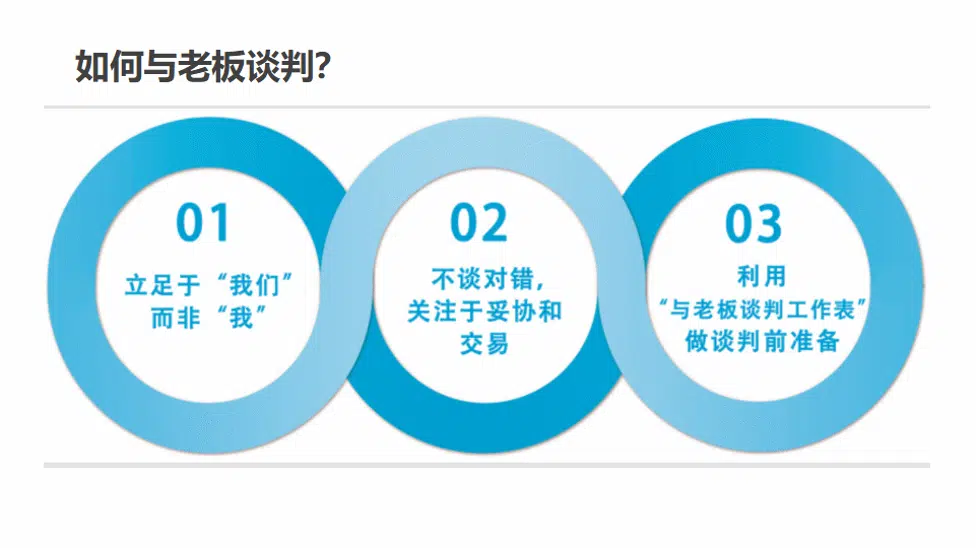 如何与老板谈判?
01
立足于“我们”
而非“我”
02
不谈对错,
关注于妥协和
交易
03
利用
“与老板谈判工作表”
做谈判前准备